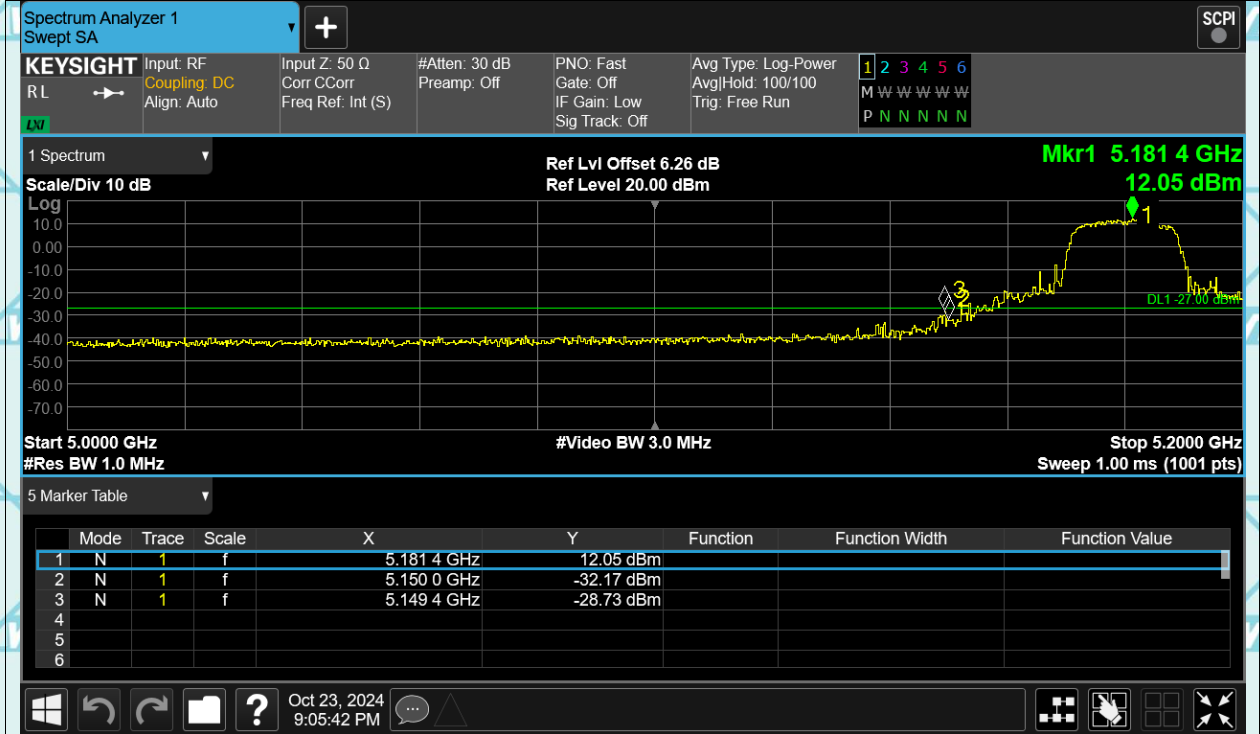 Spectrum Analyzer 1
Swept SA
SCPI
KEYSIGHT
R L
LXI
Input: RF
Coupling: DC
Align: Auto
Input Z: 50 Ω
Corr CCorr
Freq Ref: Int (S)
#Atten: 30 dB
Preamp: Off
PNO: Fast
Gate: Off
IF Gain: Low
Sig Track: Off
Avg Type: Log-Power
Avg|Hold: 100/100
Trig: Free Run
1 2 3 4 5 6
M W W W W W W
P N N N N N
1 Spectrum
Scale/Div 10 dB
Ref Lvl Offset 6.26 dB
Ref Level 20.00 dBm
Mkr1 5.181 4 GHz
12.05 dBm
Log
10.0
0.00
-10.0
-20.0
-30.0
-40.0
-50.0
-60.0
-70.0
1
3
2
DL1 -27.00 dBm
Start 5.0000 GHz
#Video BW 3.0 MHz
Stop 5.2000 GHz
#Res BW 1.0 MHz
Sweep 1.00 ms (1001 pts)
5 Marker Table
Mode Trace Scale X Y Function Function Width Function Value
1 N 1 f 5.181 4 GHz 12.05 dBm
2 N 1 f 5.150 0 GHz -32.17 dBm
3 N 1 f 5.149 4 GHz -28.73 dBm
4
5
6
?
Oct 23, 2024
9:05:42 PM